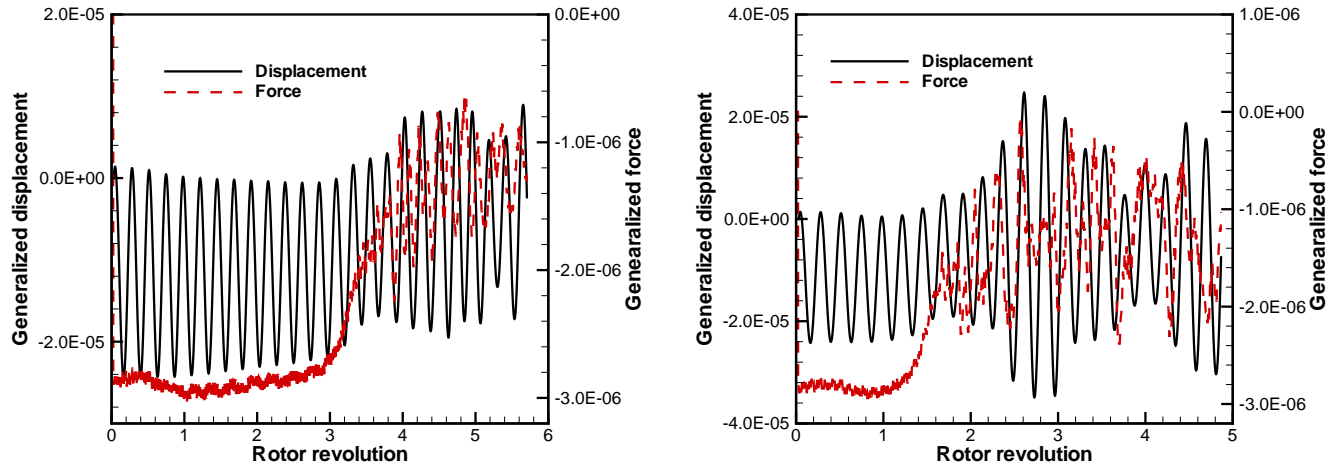 2.0E-05
0.0E+00
-2.0E-05
Generalized displacement
Displacement
Force
0.0E+00
-1.0E-06
-2.0E-06
-3.0E-06
Genearalized force
0 1 2 3 4 5 6
Rotor revolution
4.0E-05
2.0E-05
0.0E+00
-2.0E-05
-4.0E-05
Generalized displacement
Displacement
Force
1.0E-06
0.0E+00
-1.0E-06
-2.0E-06
-3.0E-06
Genearalized force
0 1 2 3 4 5
Rotor revolution